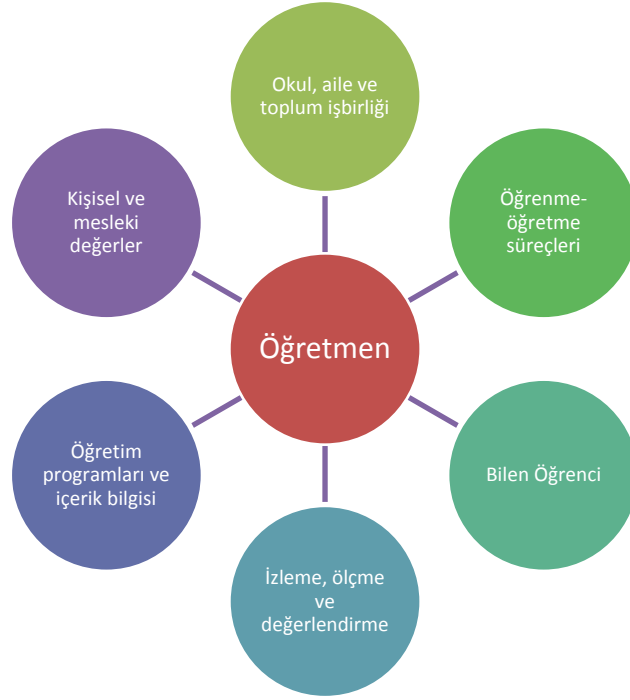 Okul, aile ve
toplum işbirliği
Kişisel ve
mesleki
değerler
Öğrenme-
öğretme
süreçleri
Öğretmen
Öğretim
programları ve
içerik bilgisi
Bilen Öğrenci
İzleme, ölçme
ve
değerlendirme